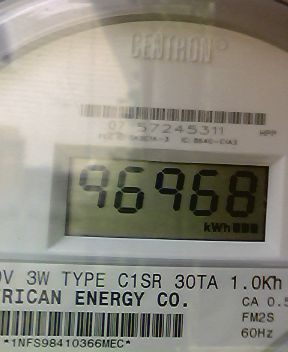 CENTRON
07 57245311 HPP
96968
kWh
V 3W TYPE C1SR 30TA 1.0Kh
RICAN ENERGY CO.
CA 0.5
FM2S
60Hz
*1NFS98410366MEC*